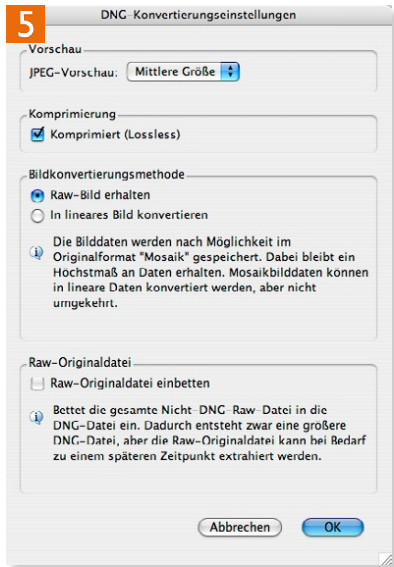 5
DNG-Konvertierungseinstellungen
Vorschau
JPEG-Vorschau: Mittlere Größe
Komprimierung
Komprimiert (Lossless)
Bildkonvertierungsmethode
Raw-Bild erhalten
In lineares Bild konvertieren
Die Bilddaten werden nach Möglichkeit im
Originalformat "Mosaik" gespeichert. Dabei bleibt ein
Höchstmaß an Daten erhalten. Mosaikbilddaten können
in lineare Daten konvertiert werden, aber nicht
umgekehrt.
Raw-Originaldatei
Raw-Originaldatei einbetten
Bettet die gesamte Nicht-DNG-Raw-Datei in die
DNG-Datei ein. Dadurch entsteht zwar eine größere
DNG-Datei, aber die Raw-Originaldatei kann bei Bedarf
zu einem späteren Zeitpunkt extrahiert werden.
Abbrechen OK